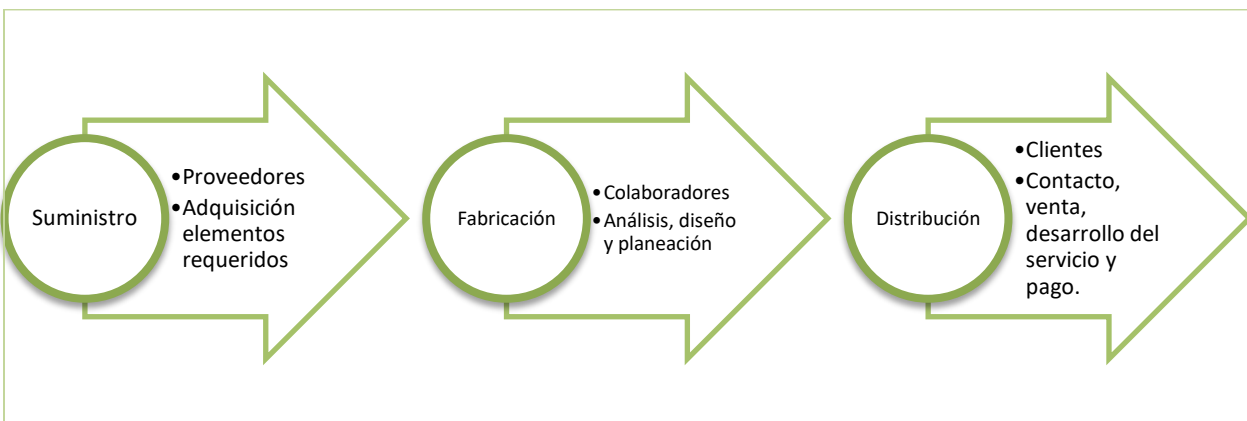 Suministro
•Proveedores
•Adquisición
elementos
requeridos
Fabricación
•Colaboradores
•Análisis, diseño
y planeación
Distribución
•Clientes
•Contacto,
venta,
desarrollo del
servicio y
pago.